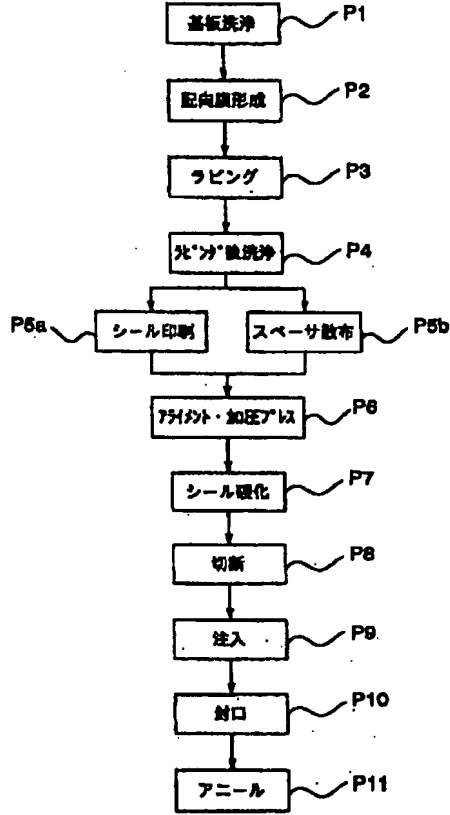 基板洗浄
P1
配向膜形成
P2
ラビング
P3
ラビング後洗浄
P4
P5a
シール印刷
スペーサ散布
P5b
アライメント・加圧プレス
P6
シール硬化
P7
切断
P8
注入
P9
封口
P10
アニール
P11